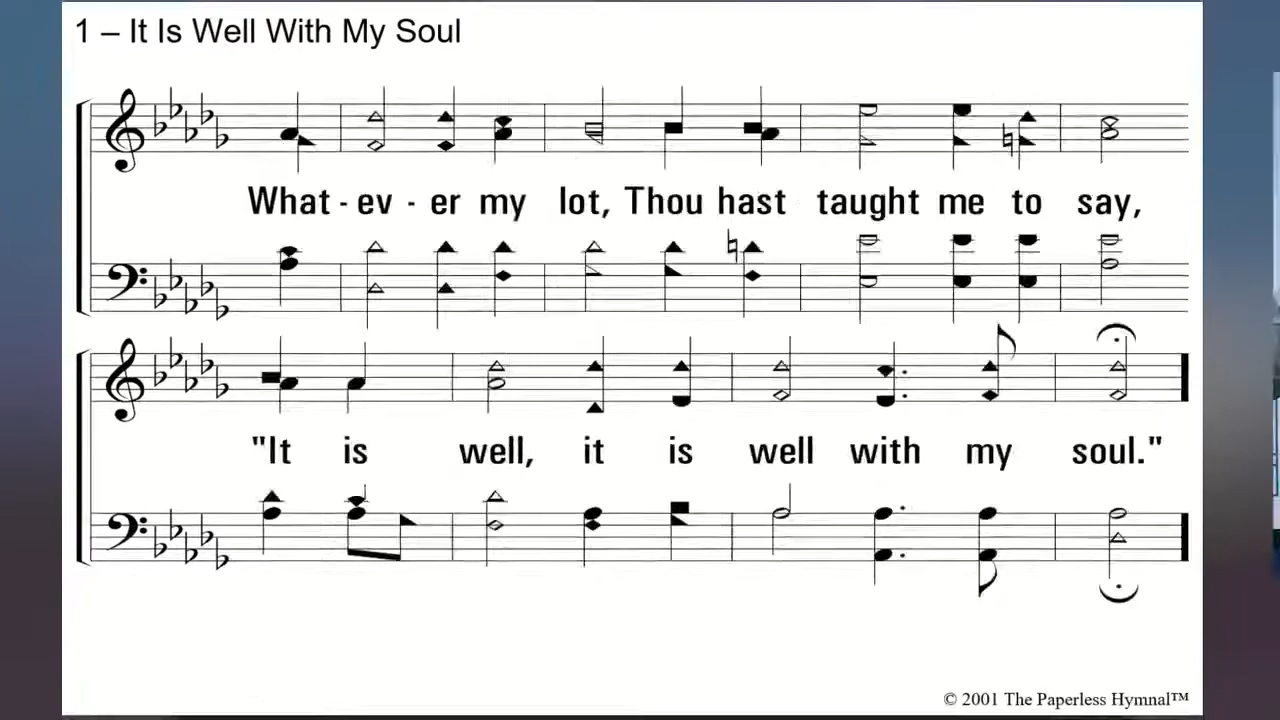 1 – It Is Well With My Soul
What - ev - er my lot, Thou hast taught me to say,
"It is well, it is well with my soul."
© 2001 The Paperless Hymnal™